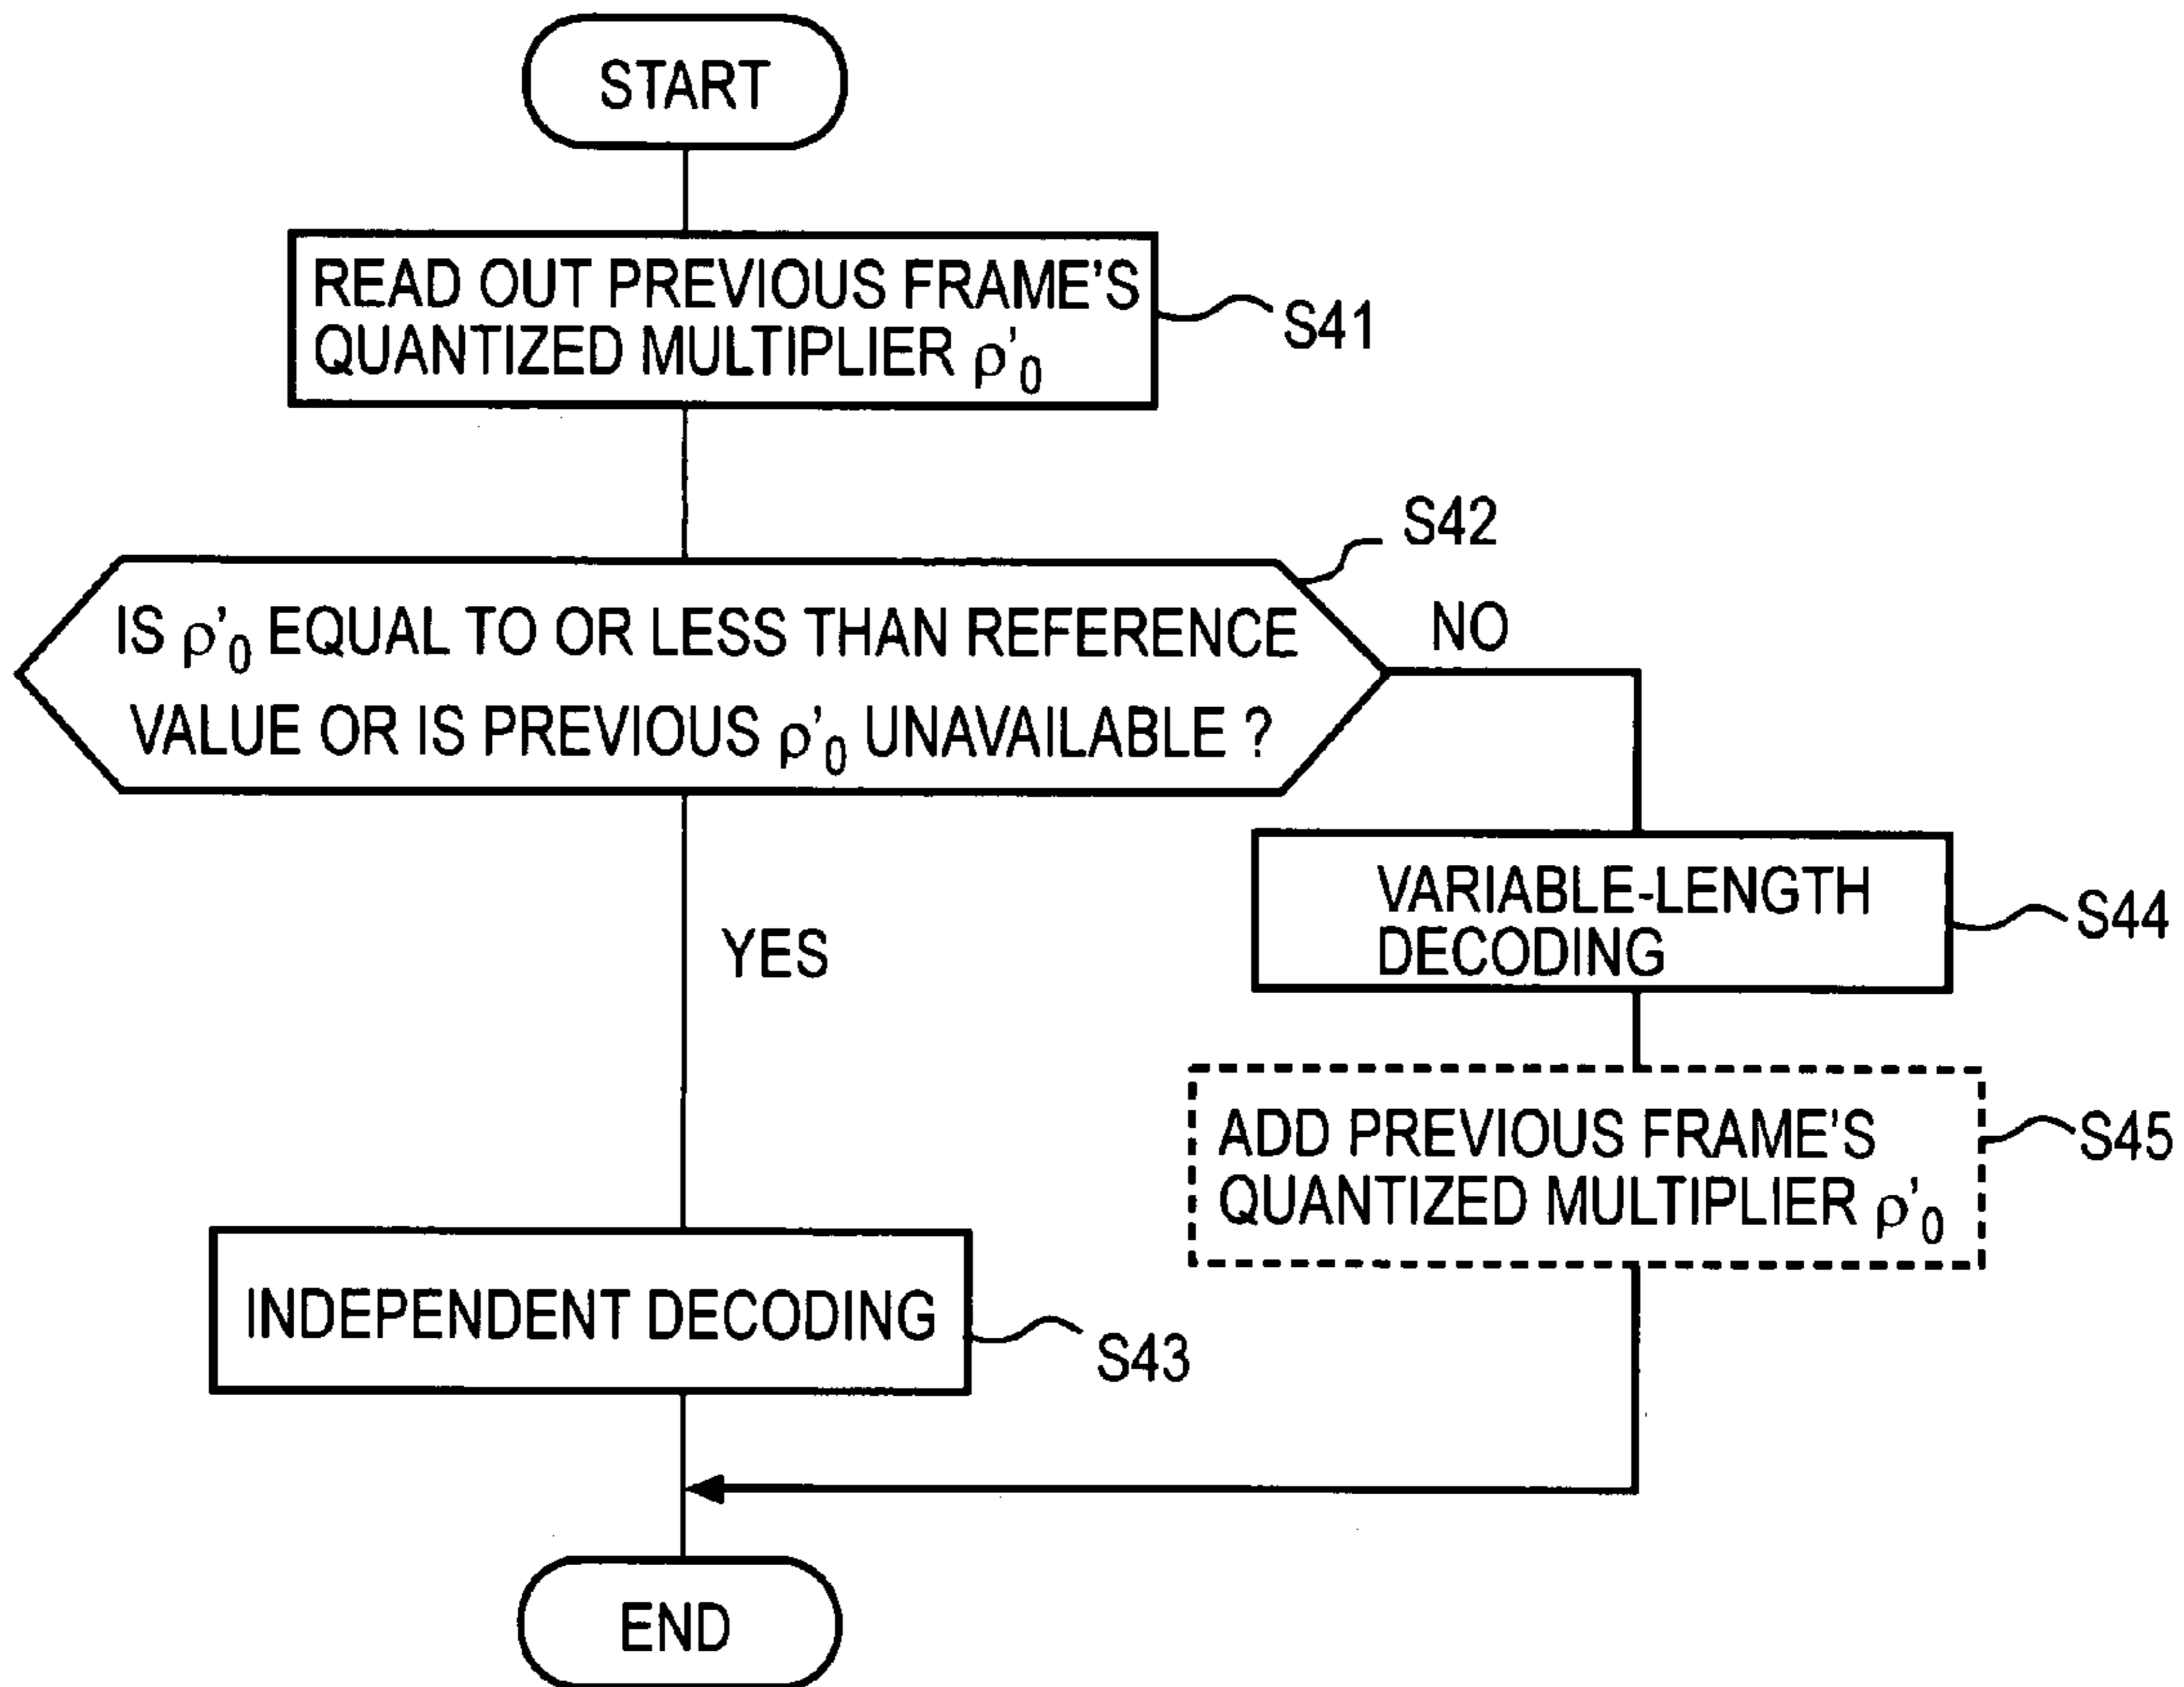 START
READ OUT PREVIOUS FRAME'S
QUANTIZED MULTIPLIER ρ'0
S41
S42
IS ρ'0 EQUAL TO OR LESS THAN REFERENCE
VALUE OR IS PREVIOUS ρ'0 UNAVAILABLE ?
NO
YES
VARIABLE-LENGTH
DECODING
S44
ADD PREVIOUS FRAME'S
QUANTIZED MULTIPLIER ρ'0
S45
INDEPENDENT DECODING
S43
END